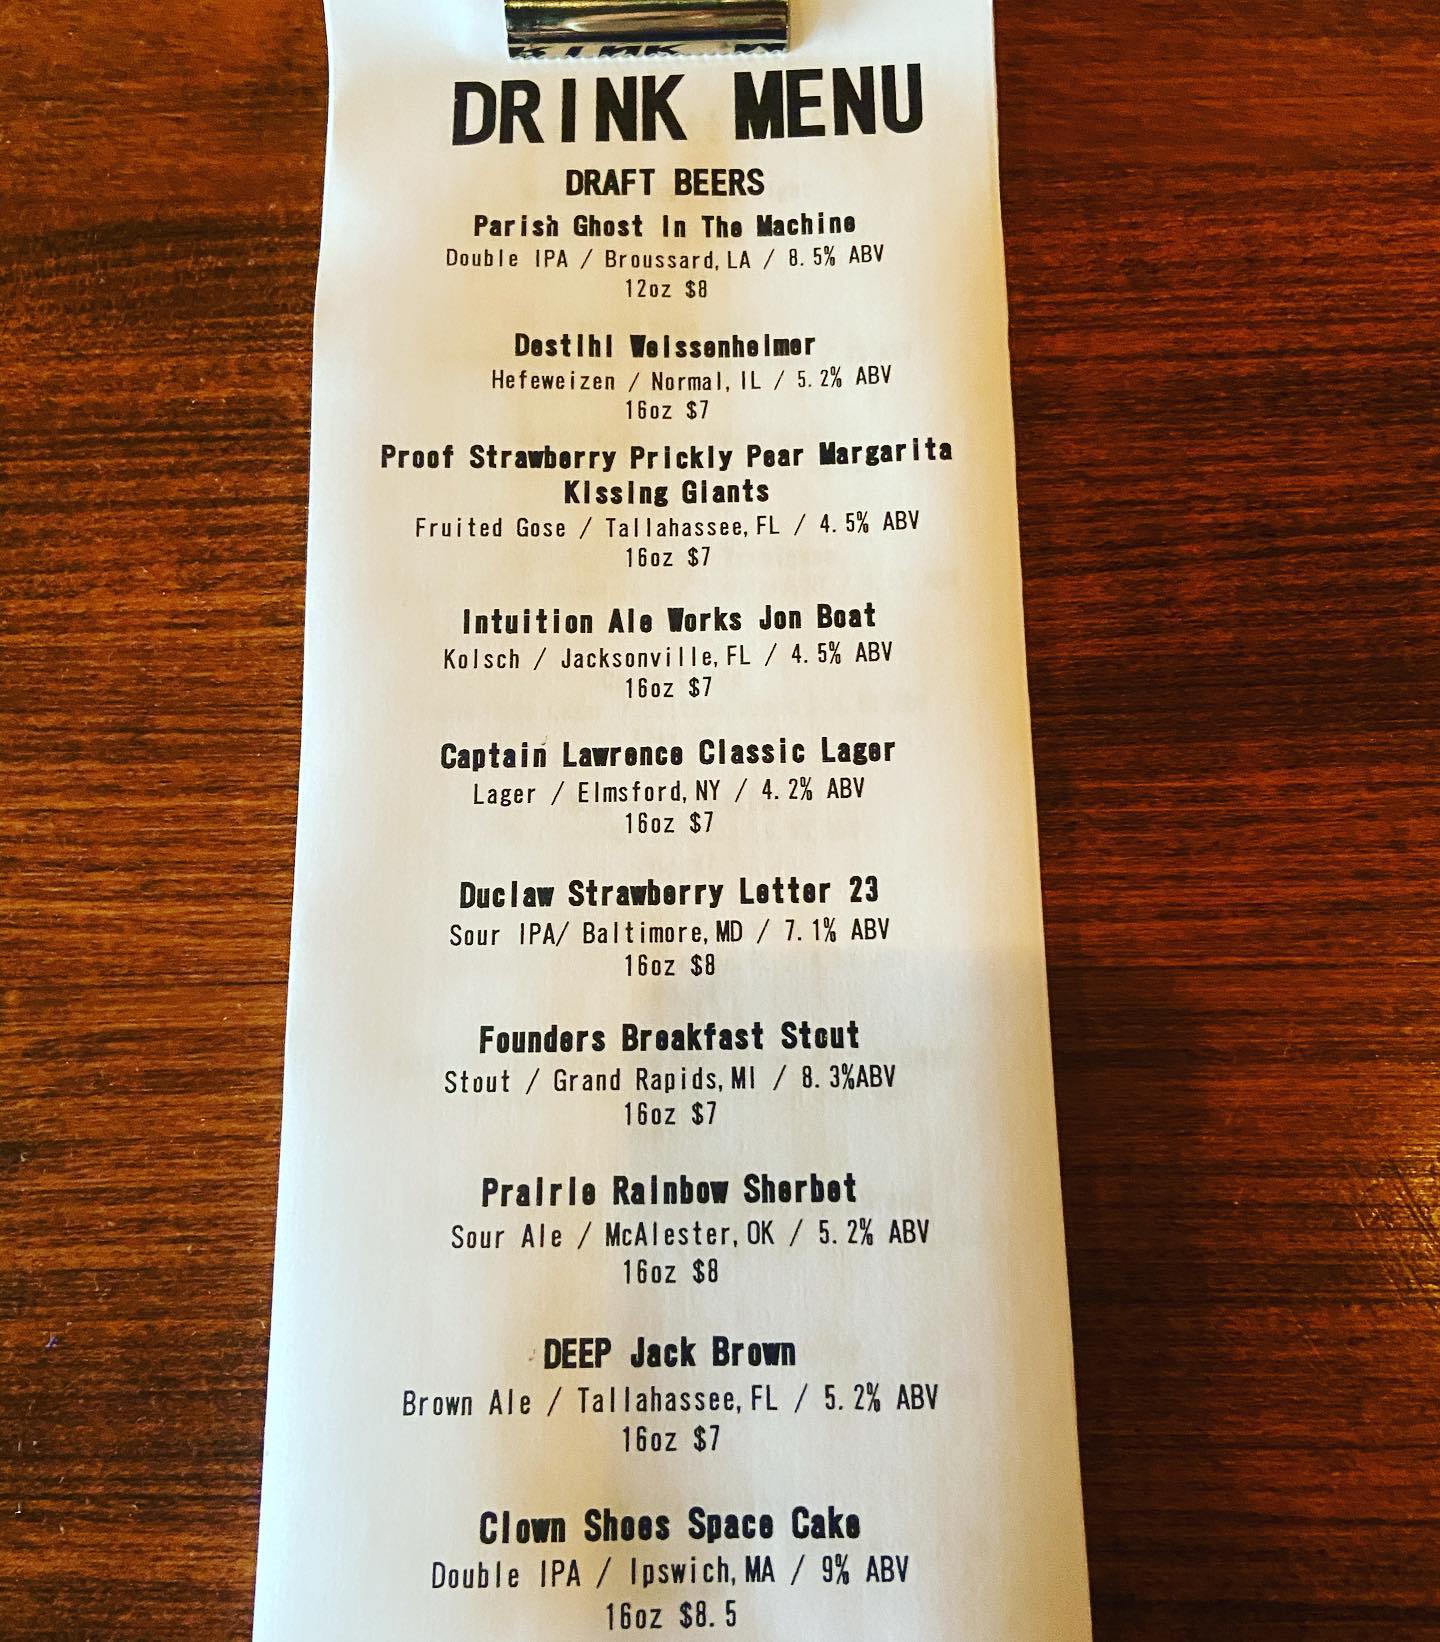 DRINK MENU
DRAFT BEERS
Parish Ghost In The Machine
Double IPA / Broussard, LA / 8.5% ABV
12oz $8
Destihl Weissenheimer
Hefeweizen / Normal, IL / 5.2% ABV
16oz $7
Proof Strawberry Prickly Pear Margarita
Kissing Giants
Fruited Gose / Tallahassee, FL / 4.5% ABV
16oz $7
Intuition Ale Works Jon Boat
Kolsch / Jacksonville, FL / 4.5% ABV
16oz $7
Captain Lawrence Classic Lager
Lager / Elmsford, NY / 4.2% ABV
16oz $7
Duclaw Strawberry Letter 23
Sour IPA/ Baltimore, MD / 7.1% ABV
16oz $8
Founders Breakfast Stout
Stout / Grand Rapids, MI / 8.3%ABV
16oz $7
Prairie Rainbow Sherbet
Sour Ale / McAlester, OK / 5.2% ABV
16oz $8
DEEP Jack Brown
Brown Ale / Tallahassee, FL / 5.2% ABV
16oz $7
Clown Shoes Space Cake
Double IPA / Ipswich, MA / 9% ABV
16oz $8.5